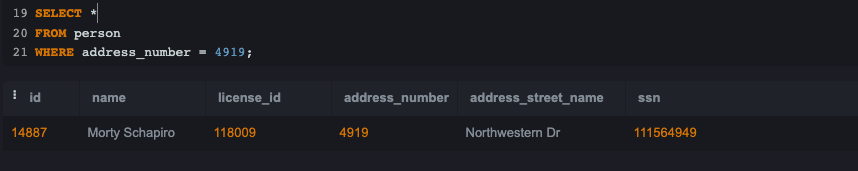 19 SELECT *
20 FROM person
21 WHERE address_number = 4919;
id name license_id address_number address_street_name ssn
14887 Morty Schapiro 118009 4919 Northwestern Dr 111564949